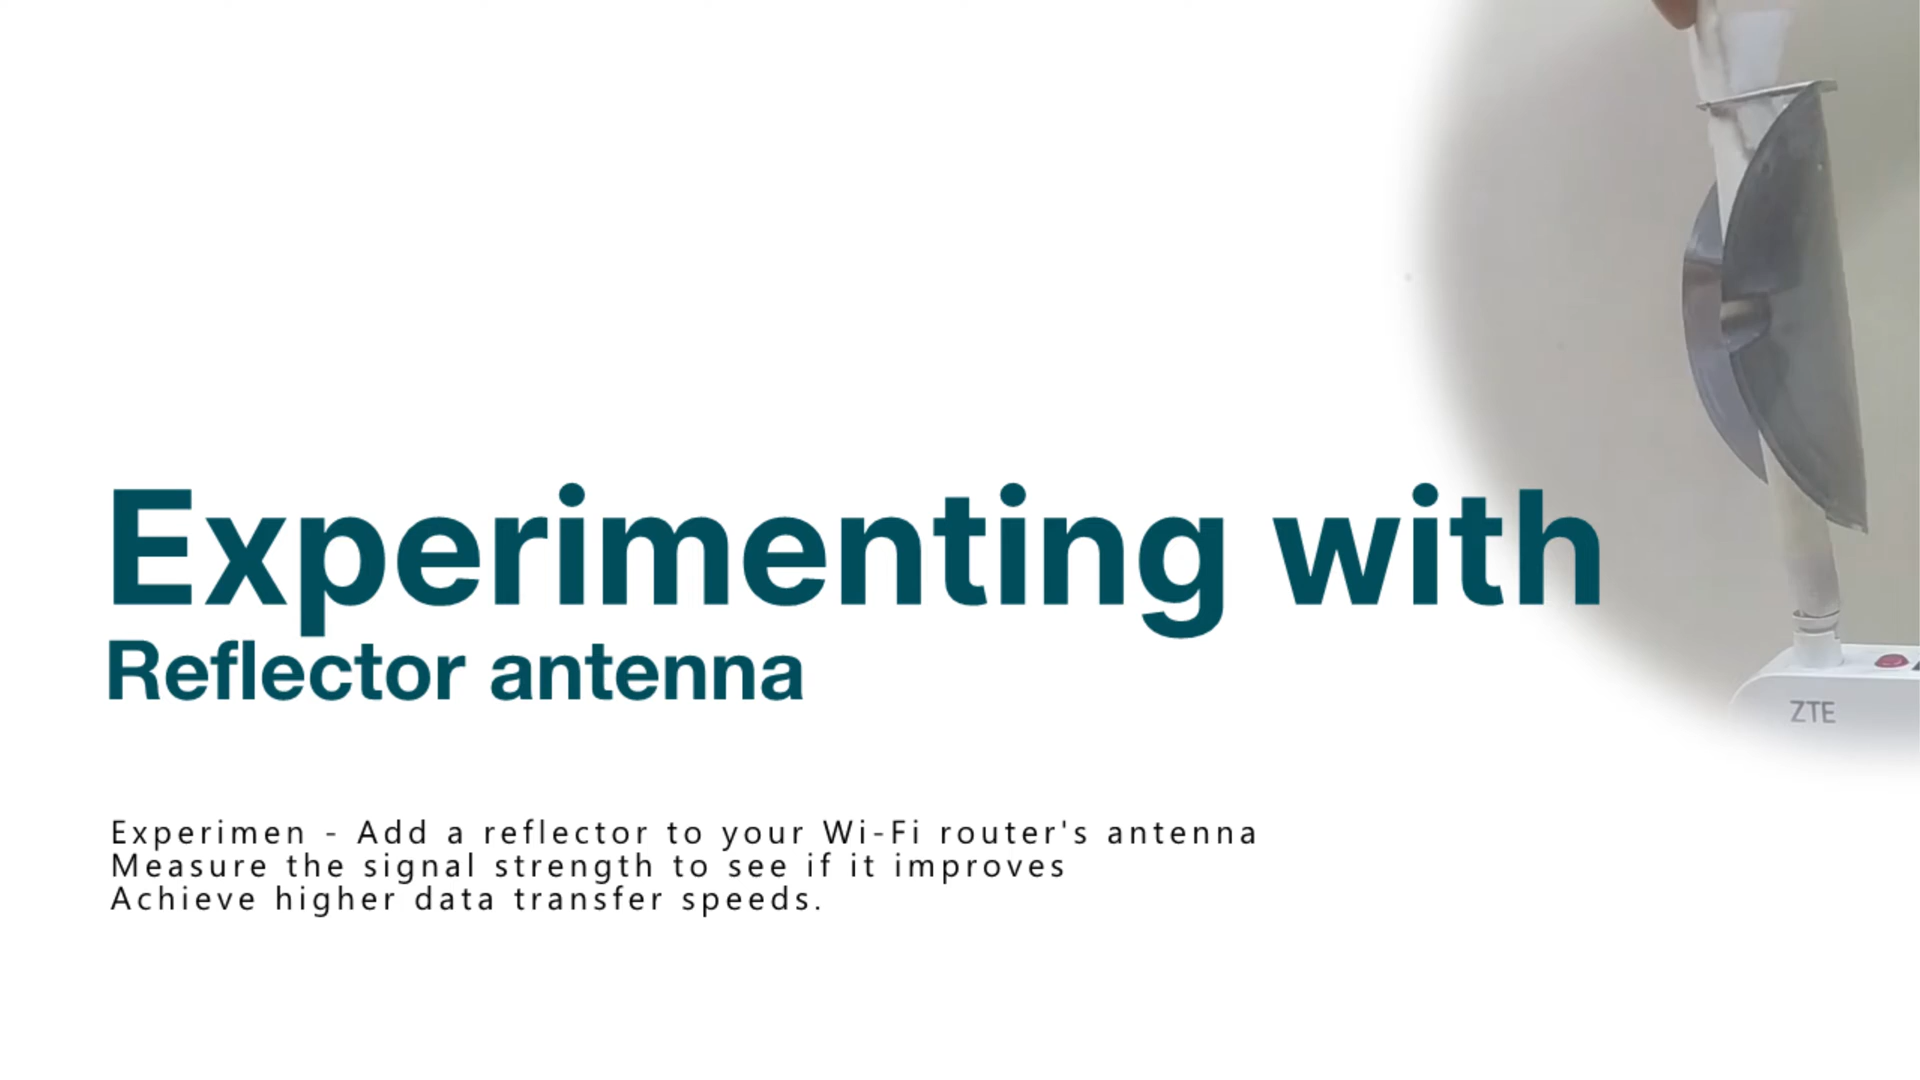 Experimenting with
Reflector antenna
ZTE
Experimen - Add a reflector to your Wi-Fi router's antenna
Measure the signal strength to see if it improves
Achieve higher data transfer speeds.